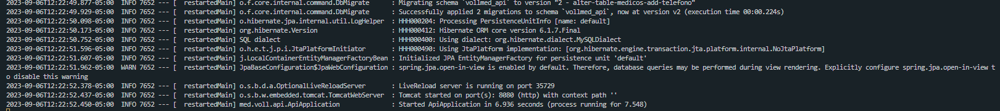 2023-09-06T12:22:49.877-05:00  INFO 7652 --- [  restartedMain] o.f.core.internal.command.DbMigrate      : Migrating schema `vollmed_api` to version "2 - alter-table-medicos-add-telefono"
2023-09-06T12:22:49.929-05:00  INFO 7652 --- [  restartedMain] o.f.core.internal.command.DbMigrate      : Successfully applied 2 migrations to schema `vollmed_api`, now at version v2 (execution time 00:00.224s)
2023-09-06T12:22:50.098-05:00  INFO 7652 --- [  restartedMain] o.hibernate.jpa.internal.util.LogHelper  : HHH000204: Processing PersistenceUnitInfo [name: default]
2023-09-06T12:22:50.173-05:00  INFO 7652 --- [  restartedMain] org.hibernate.Version                    : HHH000412: Hibernate ORM core version 6.1.7.Final
2023-09-06T12:22:50.752-05:00  INFO 7652 --- [  restartedMain] SQL dialect                              : HHH000400: Using dialect: org.hibernate.dialect.MySQLDialect
2023-09-06T12:22:51.596-05:00  INFO 7652 --- [  restartedMain] o.h.e.t.j.p.i.JtaPlatformInitiator       : HHH000490: Using JtaPlatform implementation: [org.hibernate.engine.transaction.jta.platform.internal.NoJtaPlatform]
2023-09-06T12:22:51.607-05:00  INFO 7652 --- [  restartedMain] j.LocalContainerEntityManagerFactoryBean : Initialized JPA EntityManagerFactory for persistence unit 'default'
2023-09-06T12:22:51.962-05:00  WARN 7652 --- [  restartedMain] JpaBaseConfiguration$JpaWebConfiguration : spring.jpa.open-in-view is enabled by default. Therefore, database queries may be performed during view rendering. Explicitly configure spring.jpa.open-in-view t
o disable this warning
2023-09-06T12:22:52.378-05:00  INFO 7652 --- [  restartedMain] o.s.b.d.a.OptionalLiveReloadServer       : LiveReload server is running on port 35729
2023-09-06T12:22:52.437-05:00  INFO 7652 --- [  restartedMain] o.s.b.w.embedded.tomcat.TomcatWebServer  : Tomcat started on port(s): 8080 (http) with context path ''
2023-09-06T12:22:52.450-05:00  INFO 7652 --- [  restartedMain] med.voll.api.ApiApplication              : Started ApiApplication in 6.936 seconds (process running for 7.548)